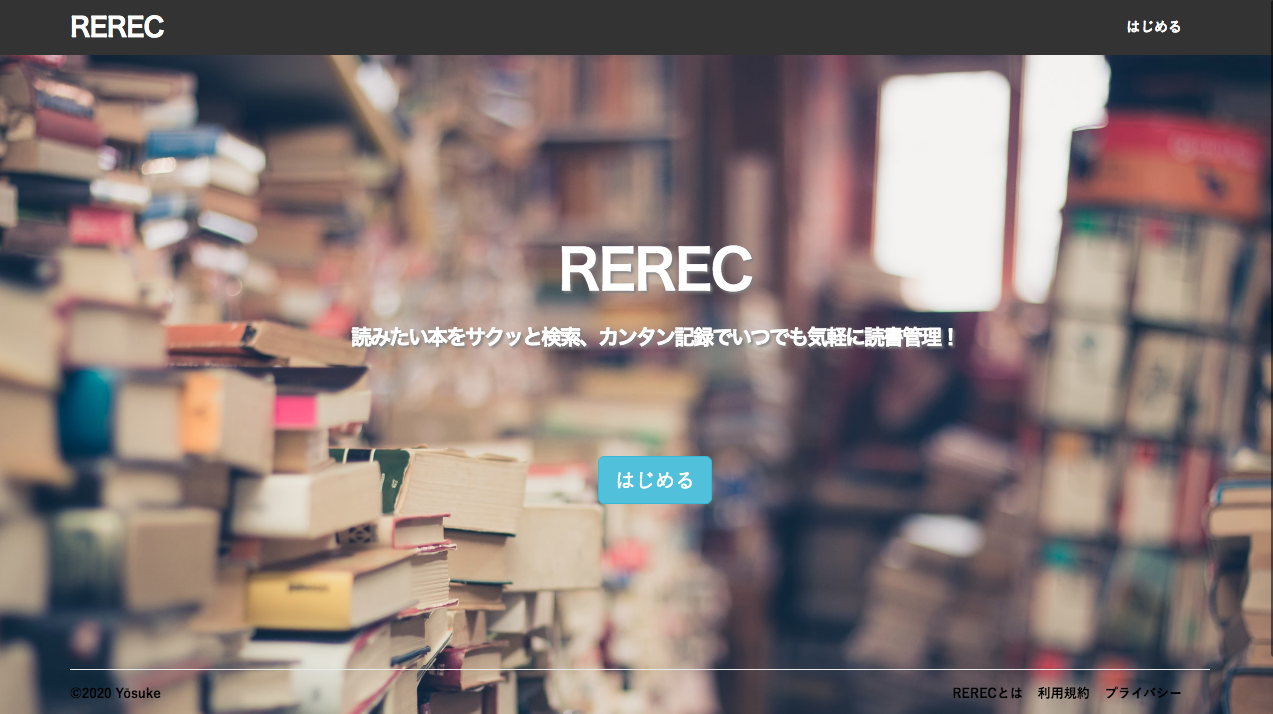 REREC
はじめる
REREC
読みたい本をサクッと検索、カンタン記録でいつでも気軽に読書管理！
はじめる
©2020 Yosuke
RERECとは 利用規約 プライバシー